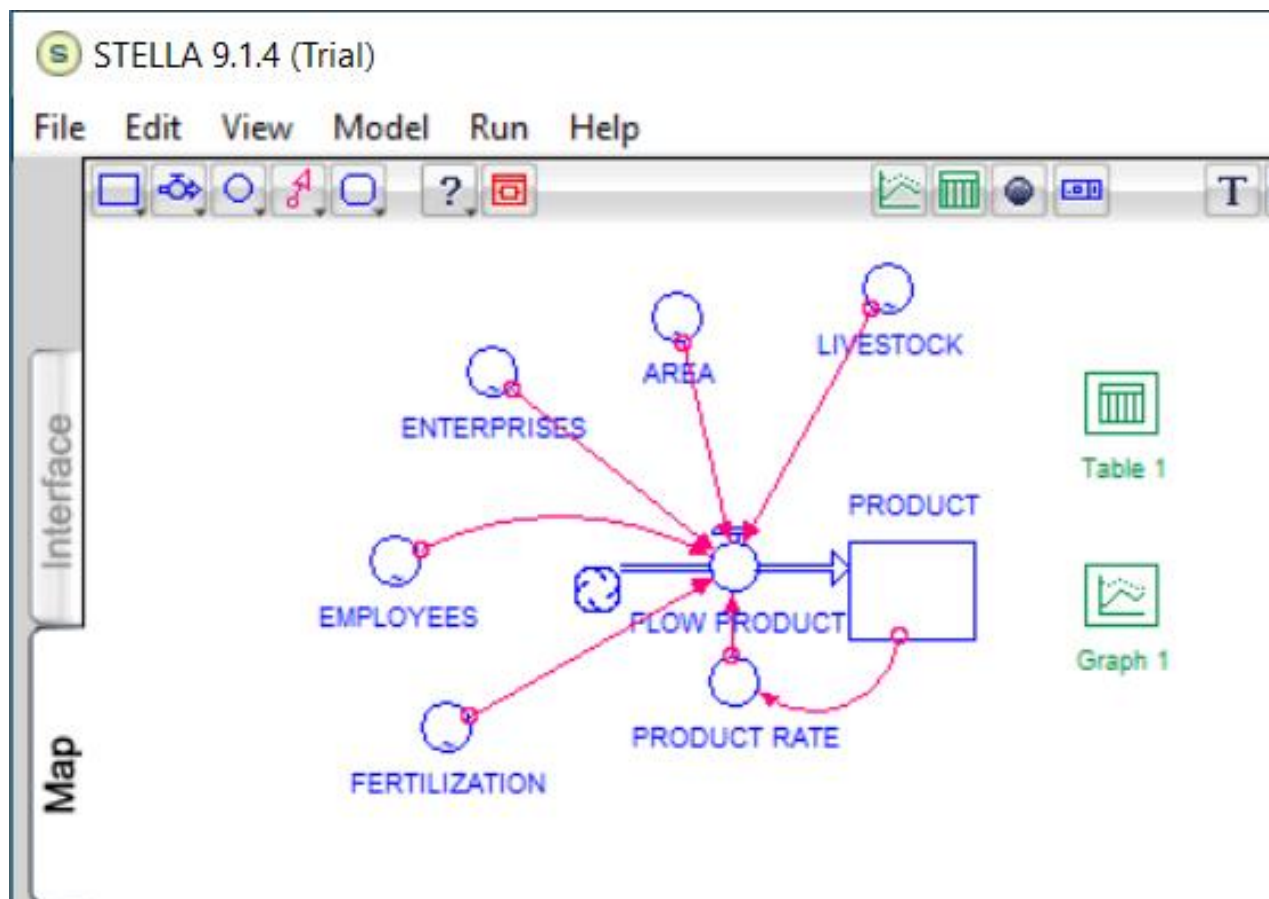 S STELLA 9.1.4 (Trial)
File Edit View Model Run Help
? T
Interface
Map
LIVESTOCK
AREA
ENTERPRISES
Table 1
PRODUCT
EMPLOYEES
FLOW PRODUCT
Graph 1
PRODUCT RATE
FERTILIZATION